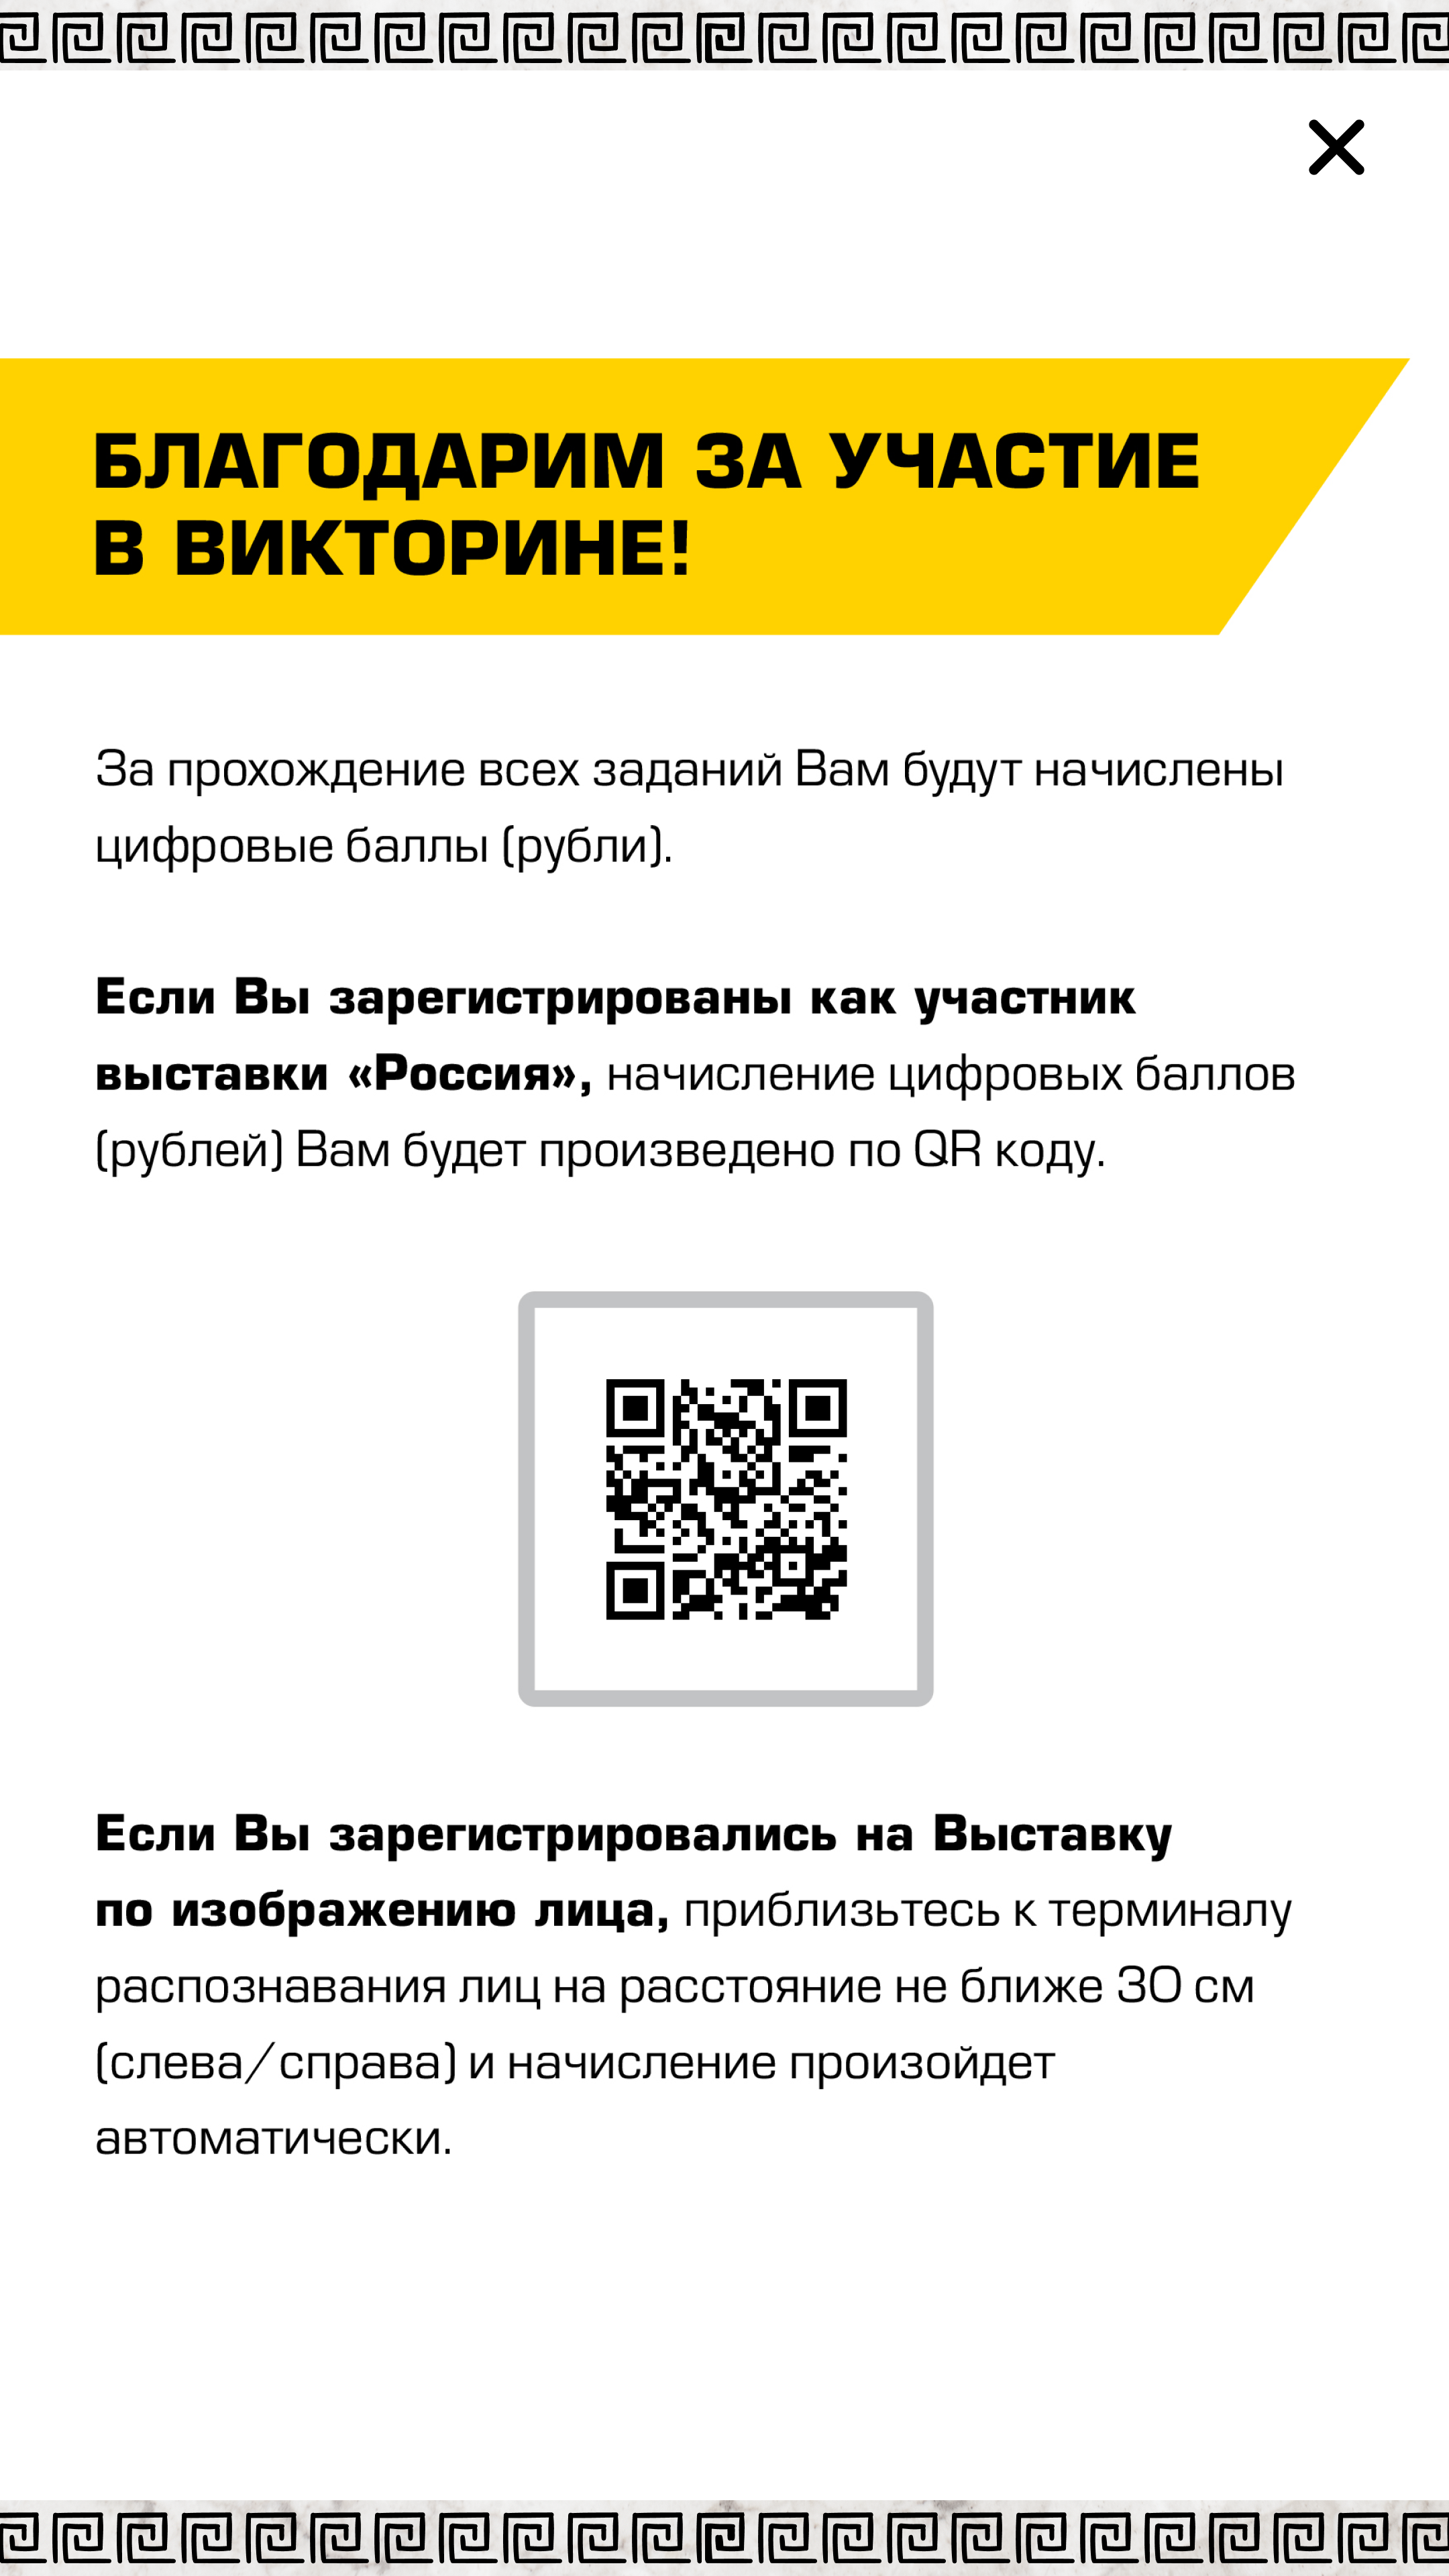 БЛАГОДАРИМ ЗА УЧАСТИЕ
В ВИКТОРИНЕ!
За прохождение всех заданий Вам будут начислены
цифровые баллы (рубли).
Если Вы зарегистрированы как участник
выставки «Россия», начисление цифровых баллов
(рублей) Вам будет произведено по QR коду.
Если Вы зарегистрировались на Выставку
по изображению лица, приблизьтесь к терминалу
распознавания лиц на расстояние не ближе 30 см
(слева/справа) и начисление произойдет
автоматически.